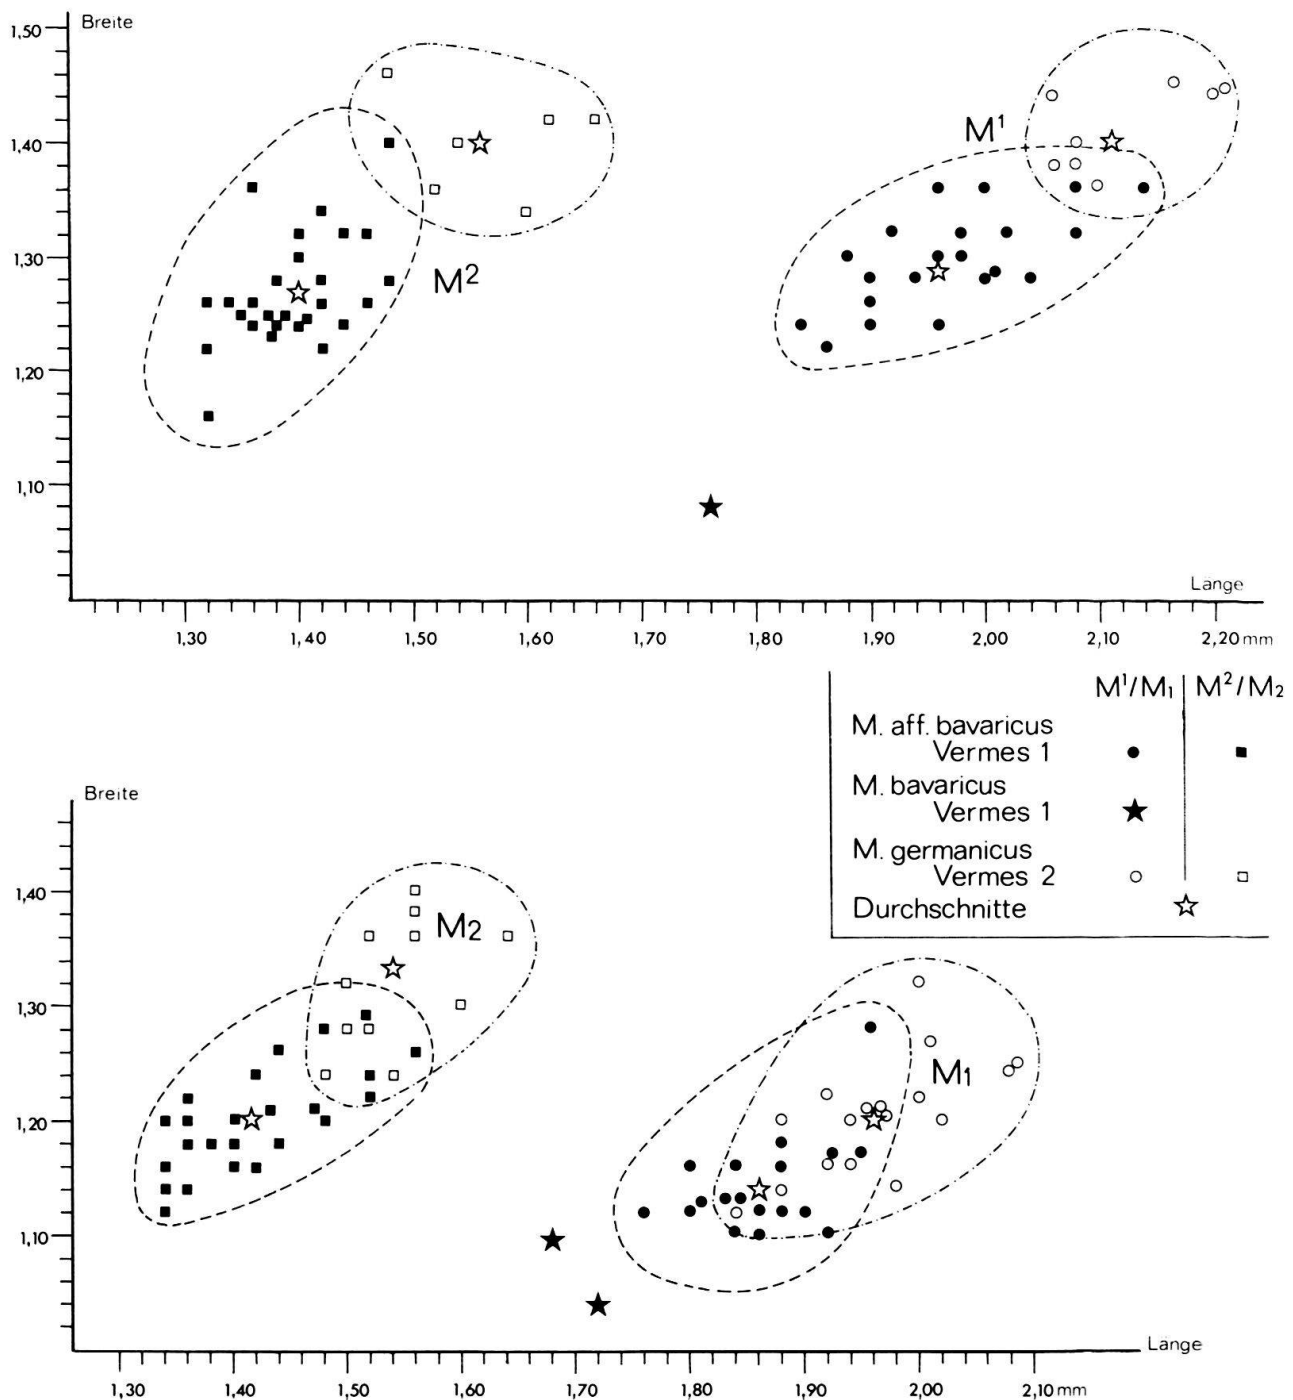 Breite
1,50
1,40
1,30
1,20
1,10
M¹
M²
Länge
1,30 1,40 1,50 1,60 1,70 1,80 1,90 2,00 2,10 2,20 mm
M¹/M₁ M²/M₂
M. aff. bavaricus
Vermes 1
M. bavaricus
Vermes 1
M. germanicus
Vermes 2
Durchschnitte
Breite
1,40
1,30
1,20
1,10
M₂
M₁
Länge
1,30 1,40 1,50 1,60 1,70 1,80 1,90 2,00 2,10 mm